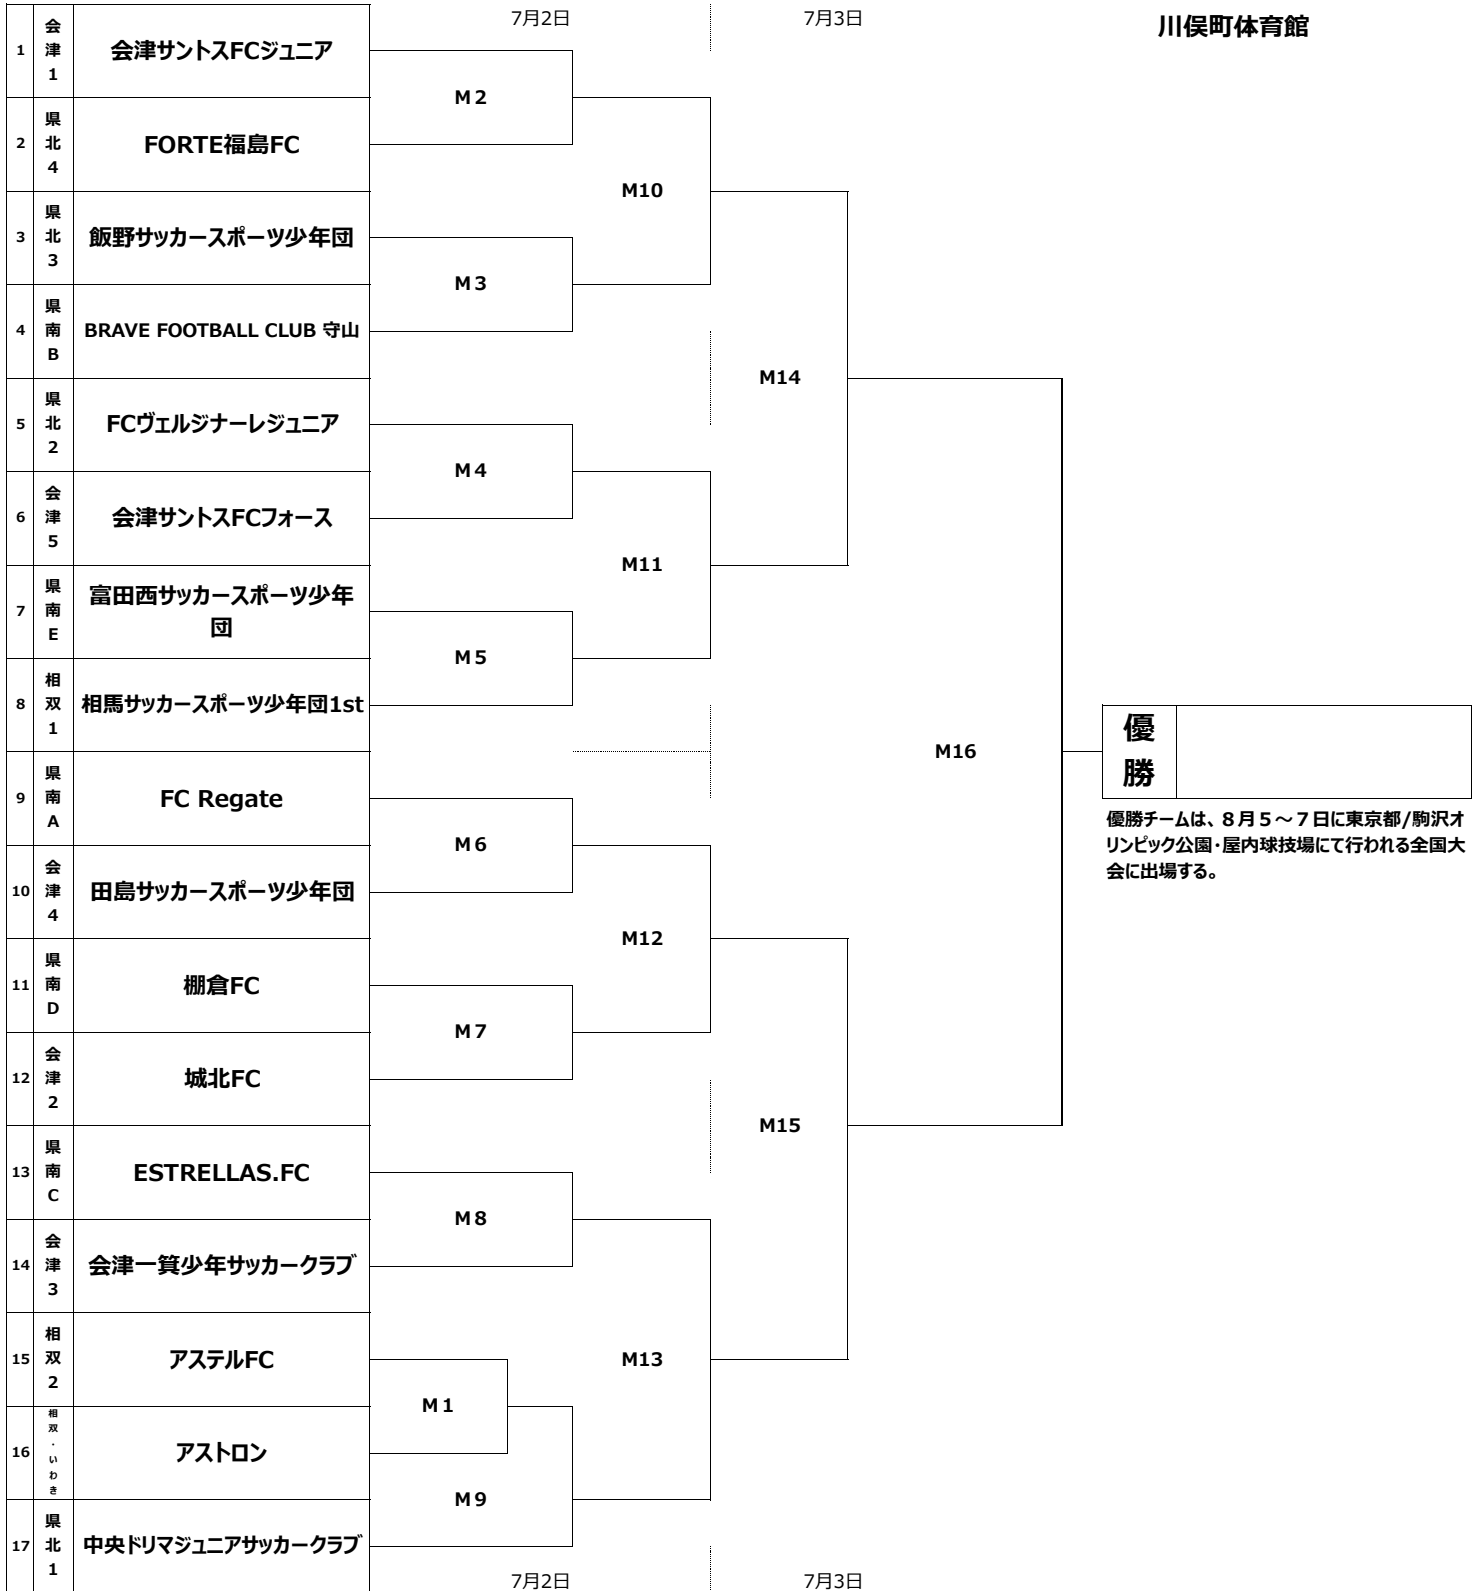 7月2日
7月3日
川俣町体育館
1 会津1 会津サントスFCジュニア
M2
2 県北4 FORTE福島FC
M10
3 県北3 飯野サッカースポーツ少年団
M3
4 県南B BRAVE FOOTBALL CLUB 守山
M14
5 県北2 FCヴェルジナーレジュニア
M4
6 会津5 会津サントスFCフォース
M11
7 県南E 富田西サッカースポーツ少年
団
M5
8 相双1 相馬サッカースポーツ少年団1st
M16
優勝
9 県南A FC Regate
優勝チームは、8月5~7日に東京都/駒沢オ
リンピック公園・屋内球技場にて行われる全国大
会に出場する。
M6
10 会津4 田島サッカースポーツ少年団
M12
11 県南D 棚倉FC
M7
12 会津2 城北FC
M15
13 県南C ESTRELLAS.FC
M8
14 会津3 会津一箕少年サッカークラブ
15 相双2 アステルFC
M13
M1
16 相双・いわき アストロン
M9
17 県北1 中央ドリマジュニアサッカークラブ
7月2日
7月3日